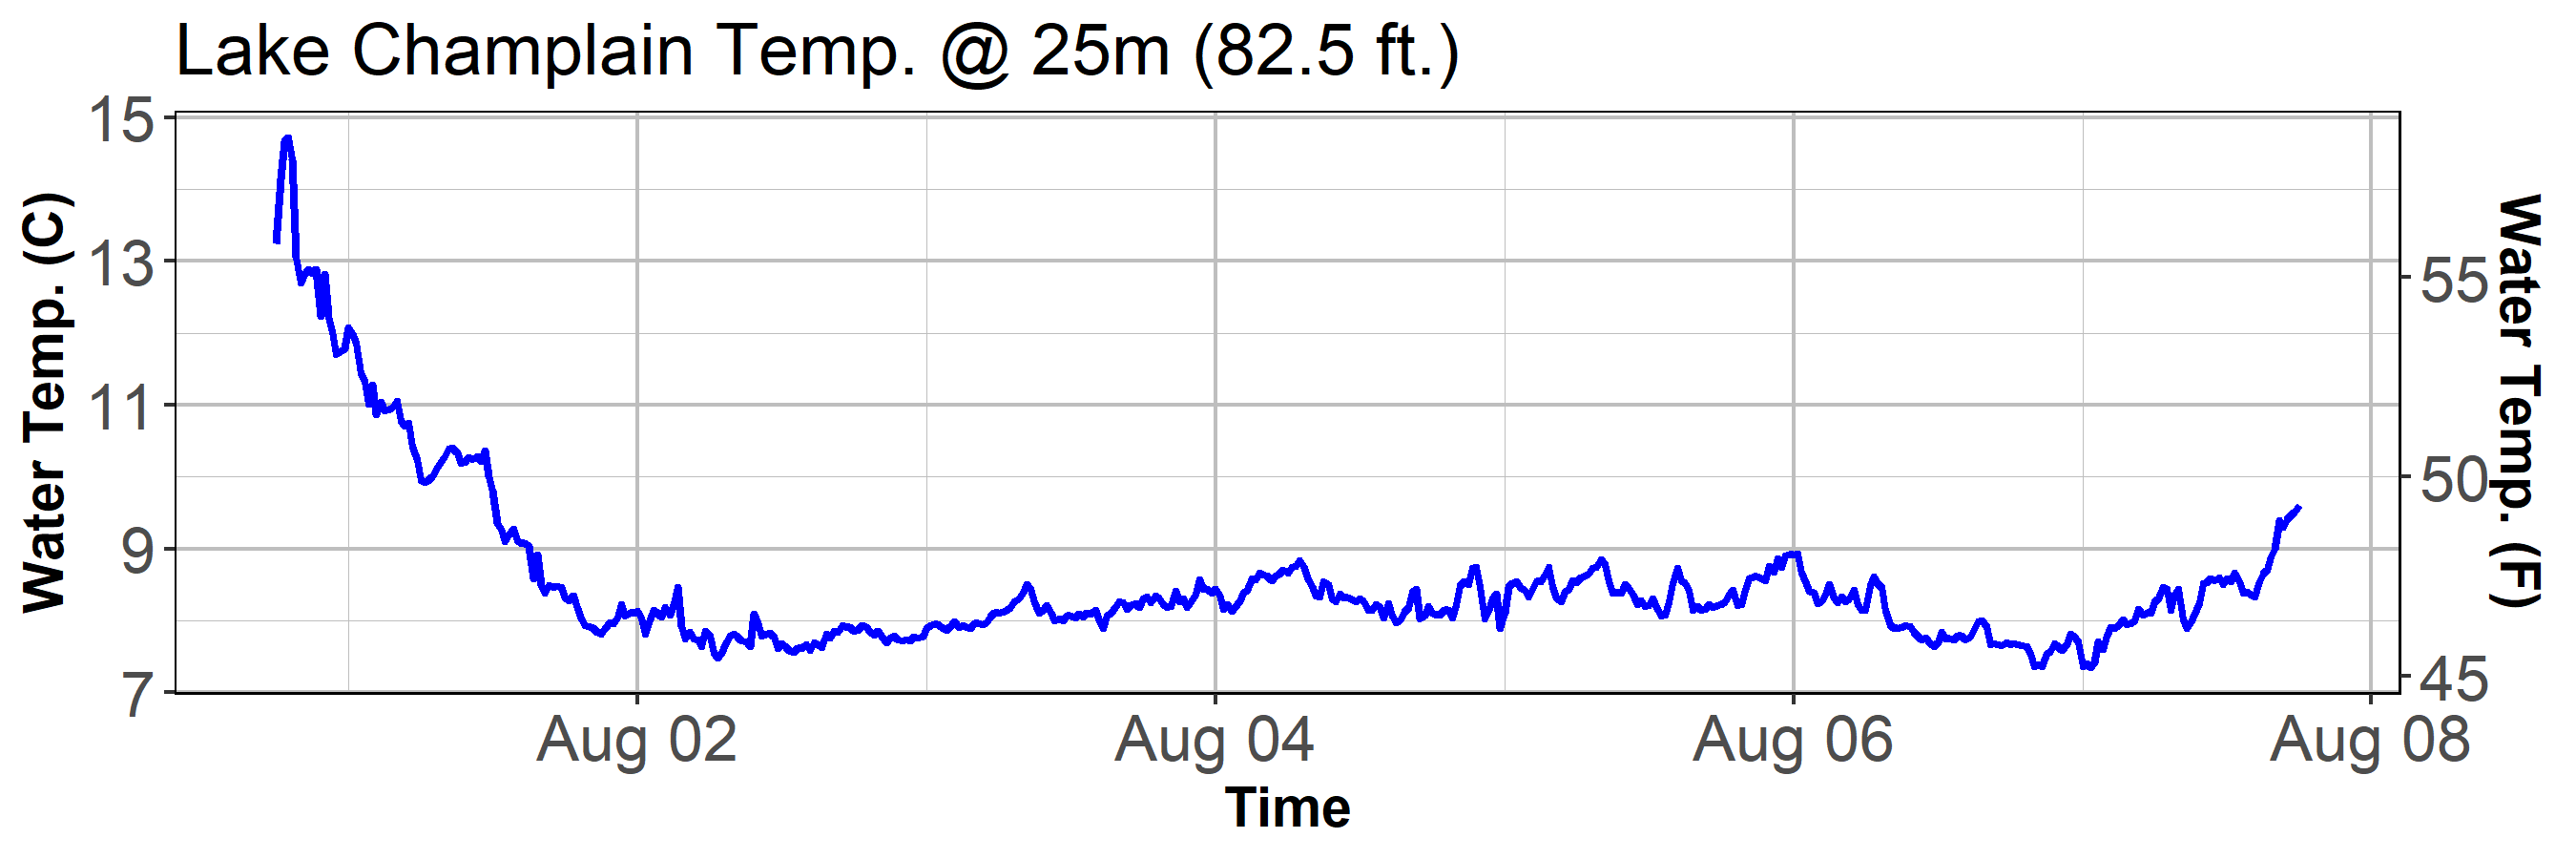 Lake Champlain Temp. @ 25m (82.5 ft.)
Water Temp. (C)
15
13
11
9
7
55
50
45
Water Temp. (F)
Aug 02
Aug 04
Aug 06
Aug 08
Time